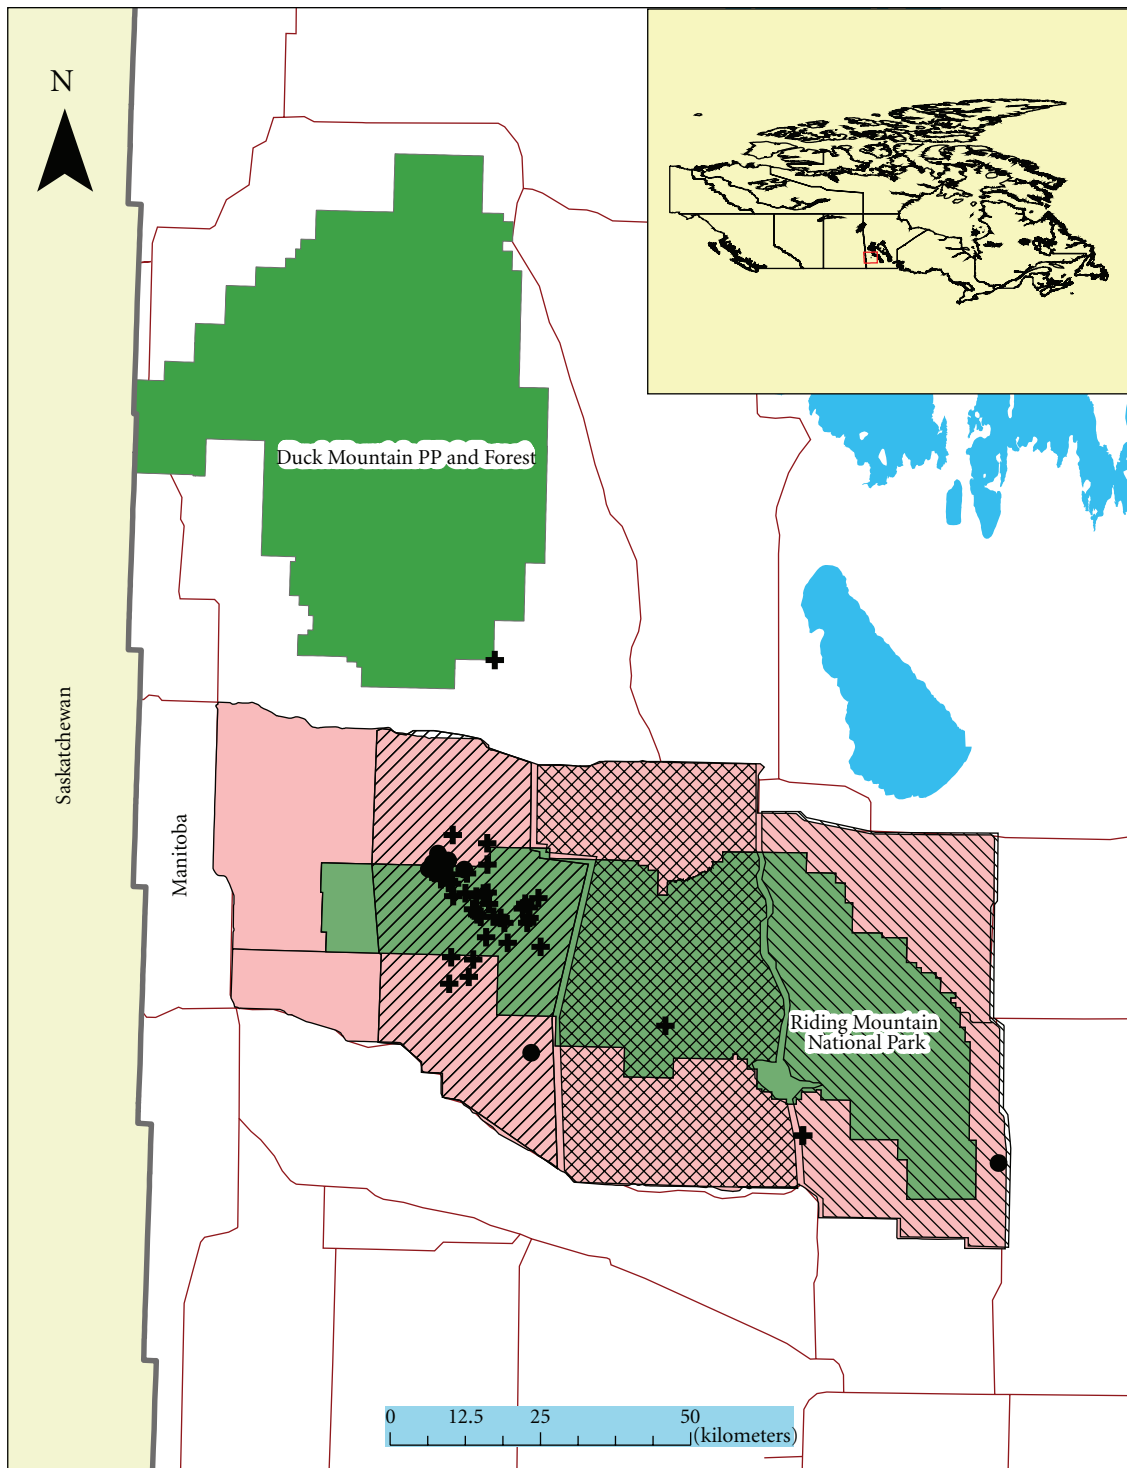 N
Duck Mountain PP and Forest
Saskatchewan
Manitoba
Riding Mountain
National Park
0 12.5 25 50
(kilometers)